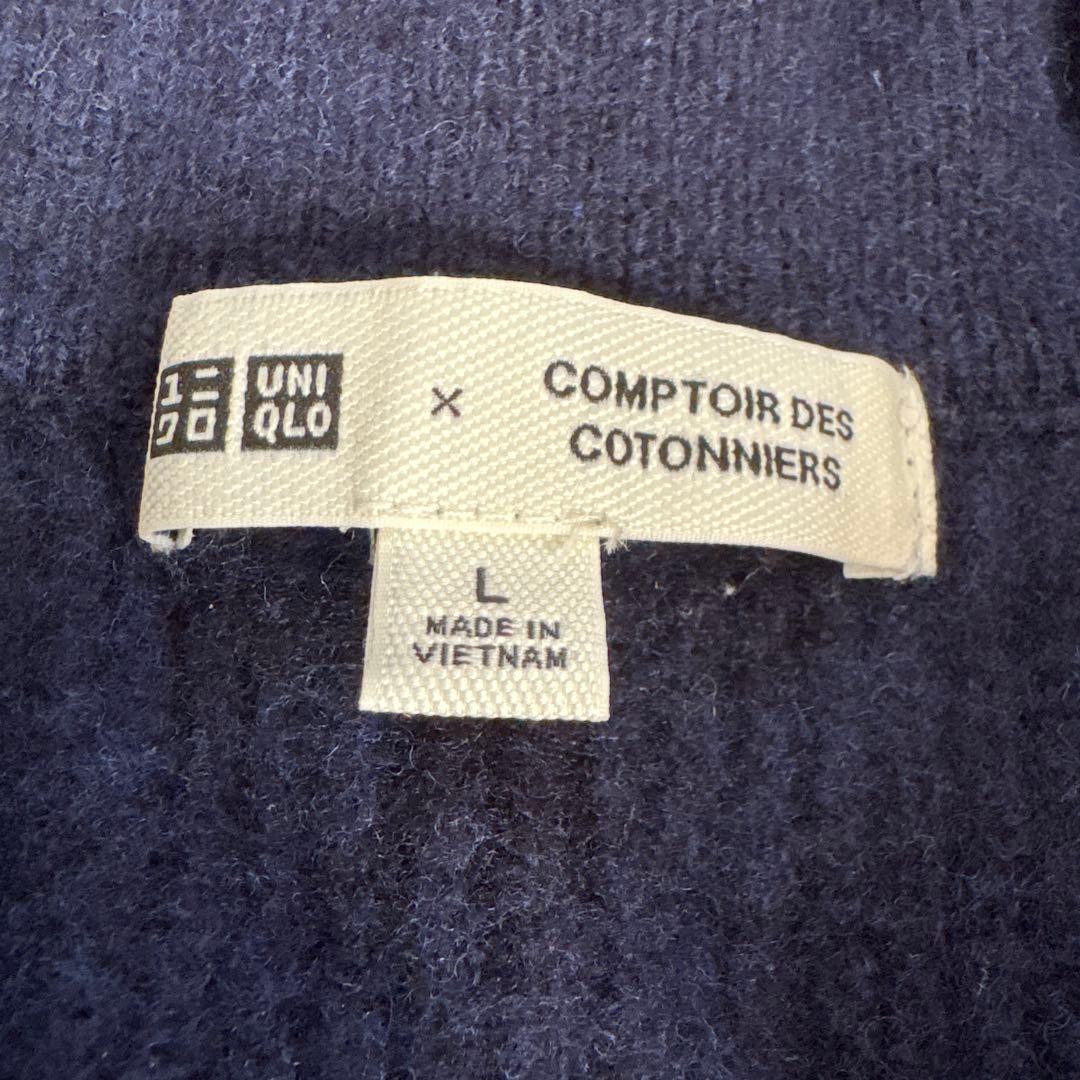 ユニ
クロ
UNI
QLO
×
COMPTOIR DES
COTONNIERS
L
MADE IN
VIETNAM